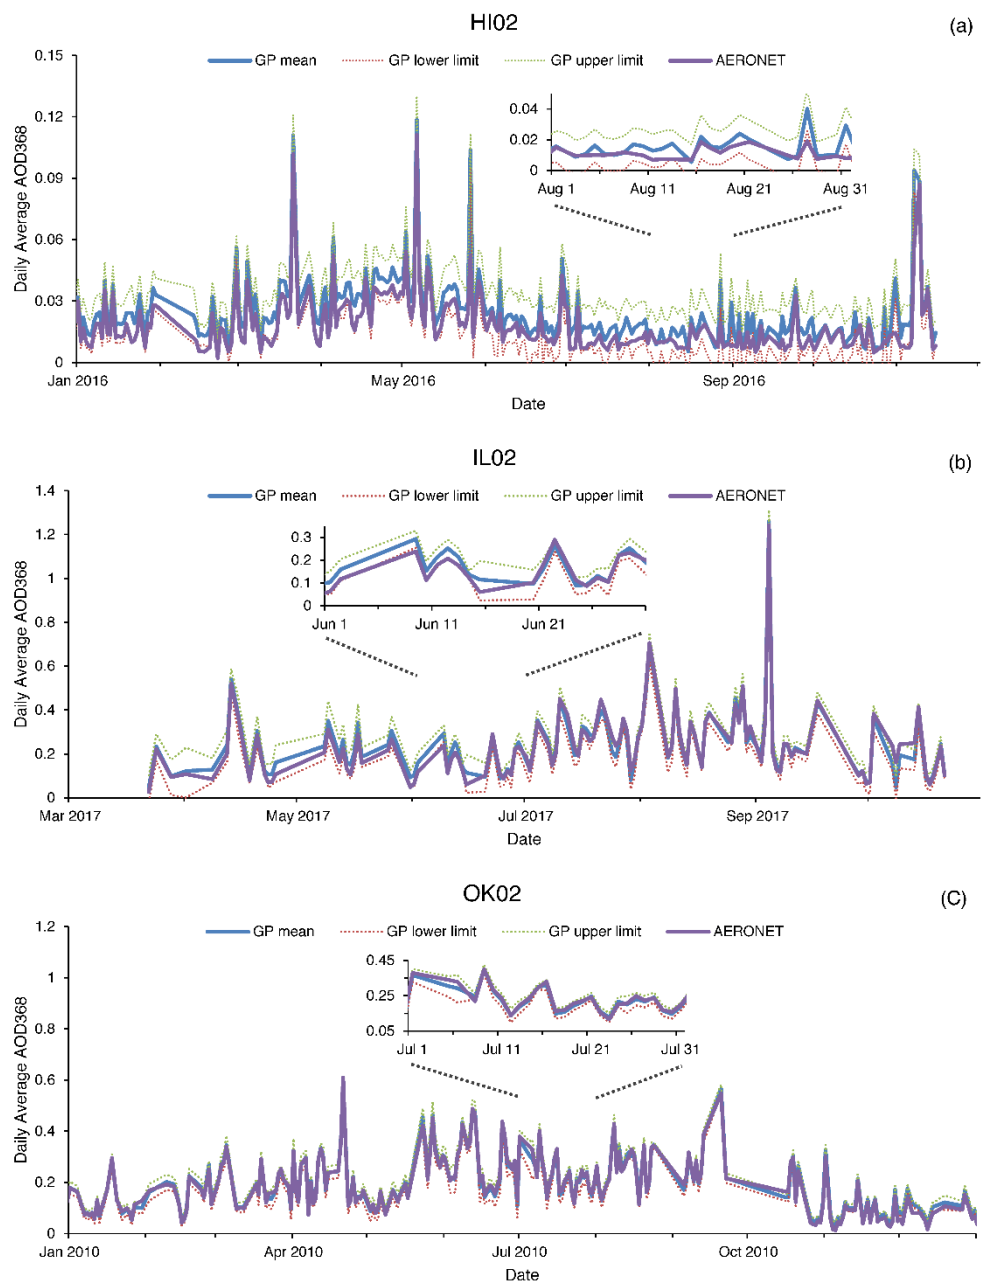 HI02
(a)
0.15
GP mean
GP lower limit
GP upper limit
AERONET
0.12
0.04
0.02
0
Aug 1
Aug 11
Aug 21
Aug 31
0.09
0.06
0.03
0
Daily Average AOD368
Jan 2016
May 2016
Sep 2016
Date
IL02
(b)
1.4
GP mean
GP lower limit
GP upper limit
AERONET
1.2
0.3
0.2
0.1
0
Jun 1
Jun 11
Jun 21
1
0.8
0.6
0.4
0.2
0
Daily Average AOD368
Mar 2017
May 2017
Jul 2017
Sep 2017
Date
OK02
(C)
1.2
GP mean
GP lower limit
GP upper limit
AERONET
1
0.45
0.25
0.05
Jul 1
Jul 11
Jul 21
Jul 31
0.8
0.6
0.4
0.2
0
Daily Average AOD368
Jan 2010
Apr 2010
Jul 2010
Oct 2010
Date